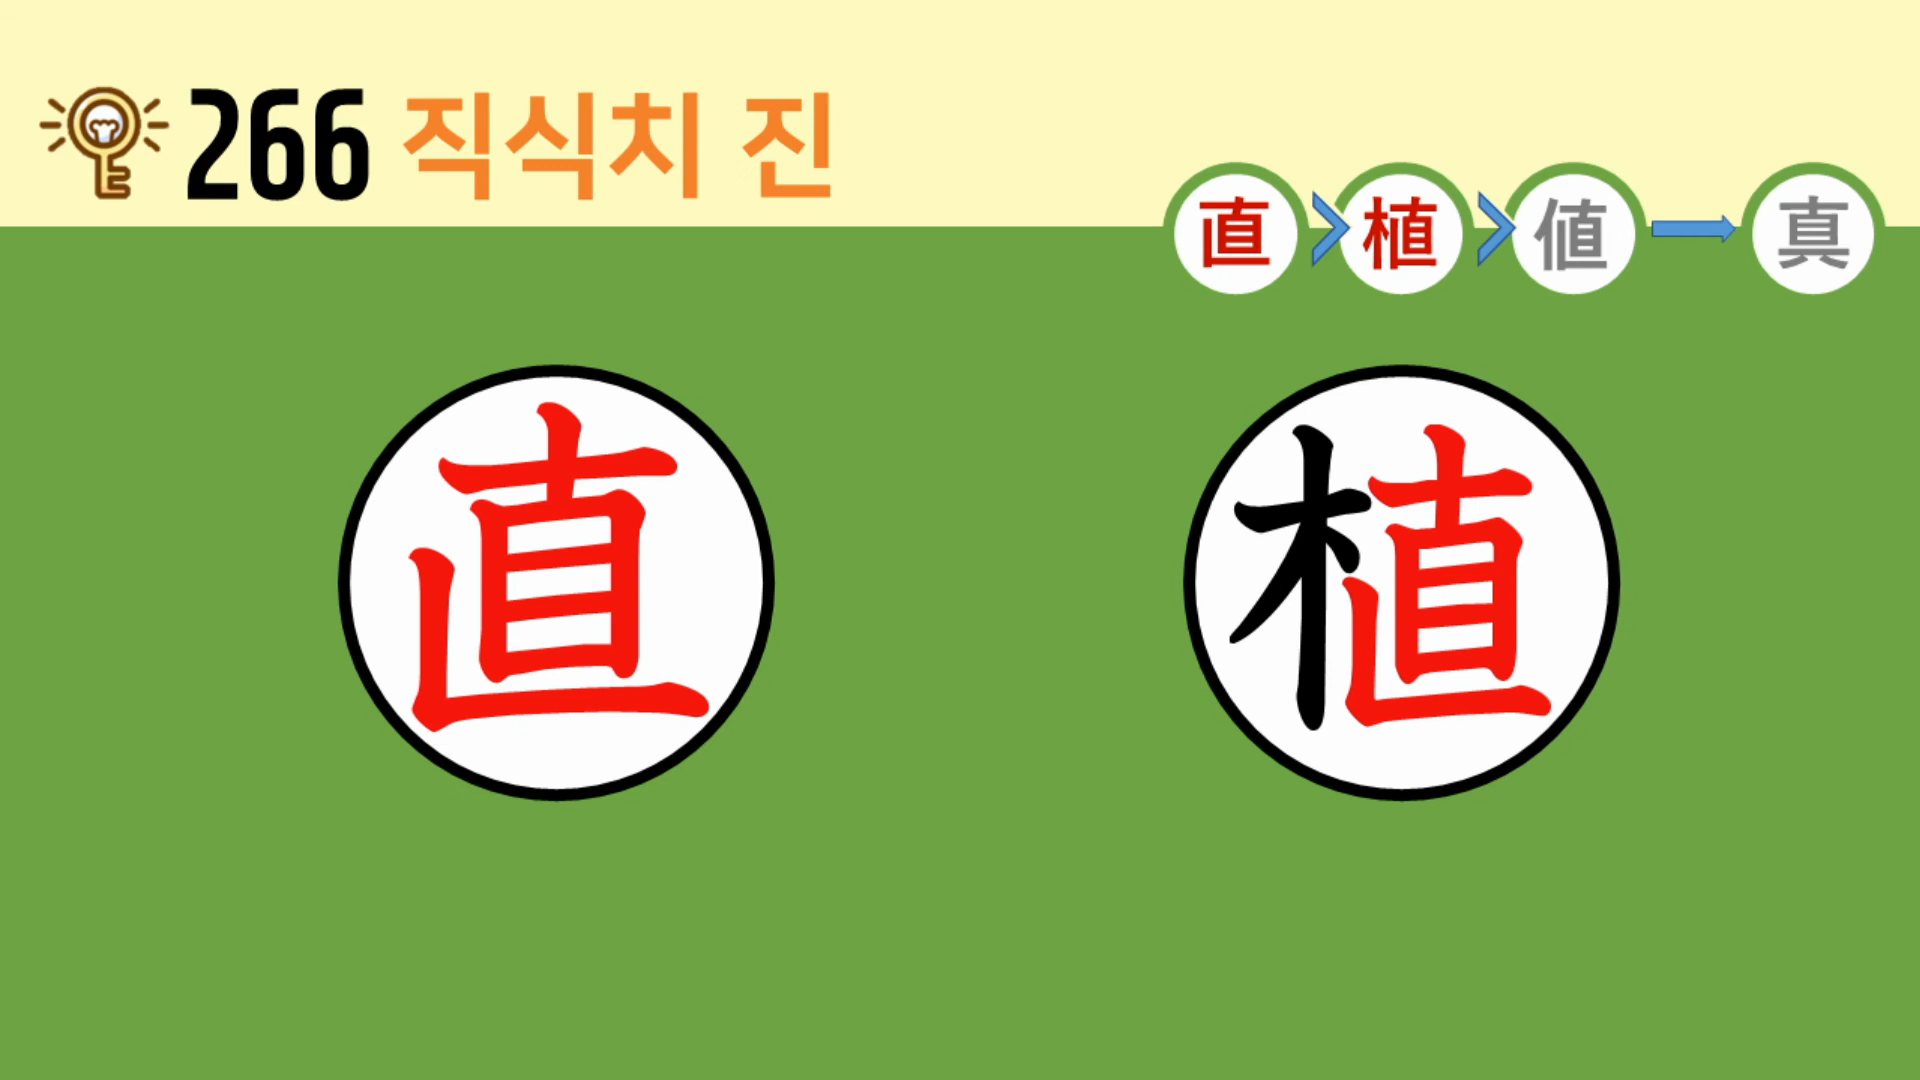 266 직식치 진
直 植 値 真
直 植